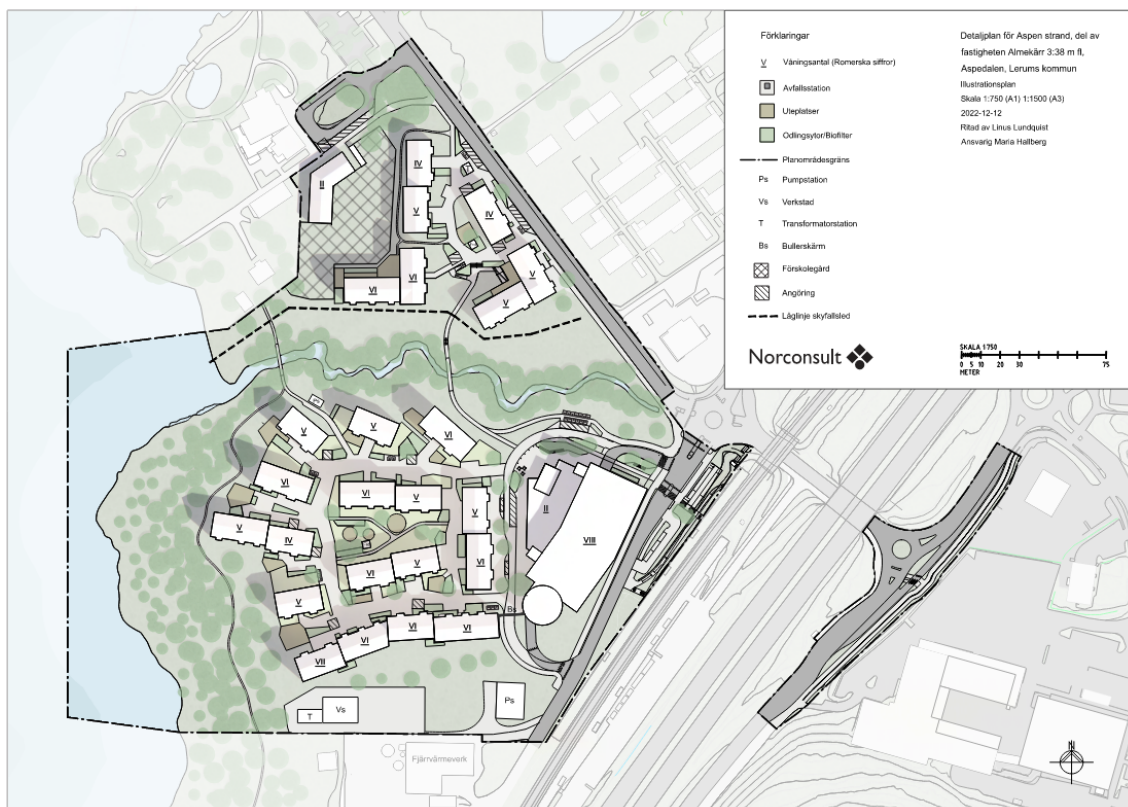 Förklaringar
V Våningsantal (Romerska siffror)
Avfallsstation
Uteplatser
Odlingsytor/Biofilter
Planområdesgräns
Ps Pumpstation
Vs Verkstad
T Transformatorstation
Bs Bullerskärm
Förskolegård
Angöring
Låglinje skyfallsled
Norconsult
Detaljplan för Aspen strand, del av
fastigheten Almekärr 3:38 m fl,
Aspedalen, Lerums kommun
Illustrationsplan
Skala 1:750 (A1) 1:1500 (A3)
2022-12-12
Ritad av Linus Lundquist
Ansvarig Maria Hallberg
SKALA 1:750
0 5 10 20 30 75
METER
II
IV
V
IV
V
V
VI
VI
V
V
VI
VI
V
IV
VI
V
V
VI
VI
V
V
VI
VI
VI
VII
II
VIII
Bs
Ps
T
Vs
Fjärrvärmeverk
N